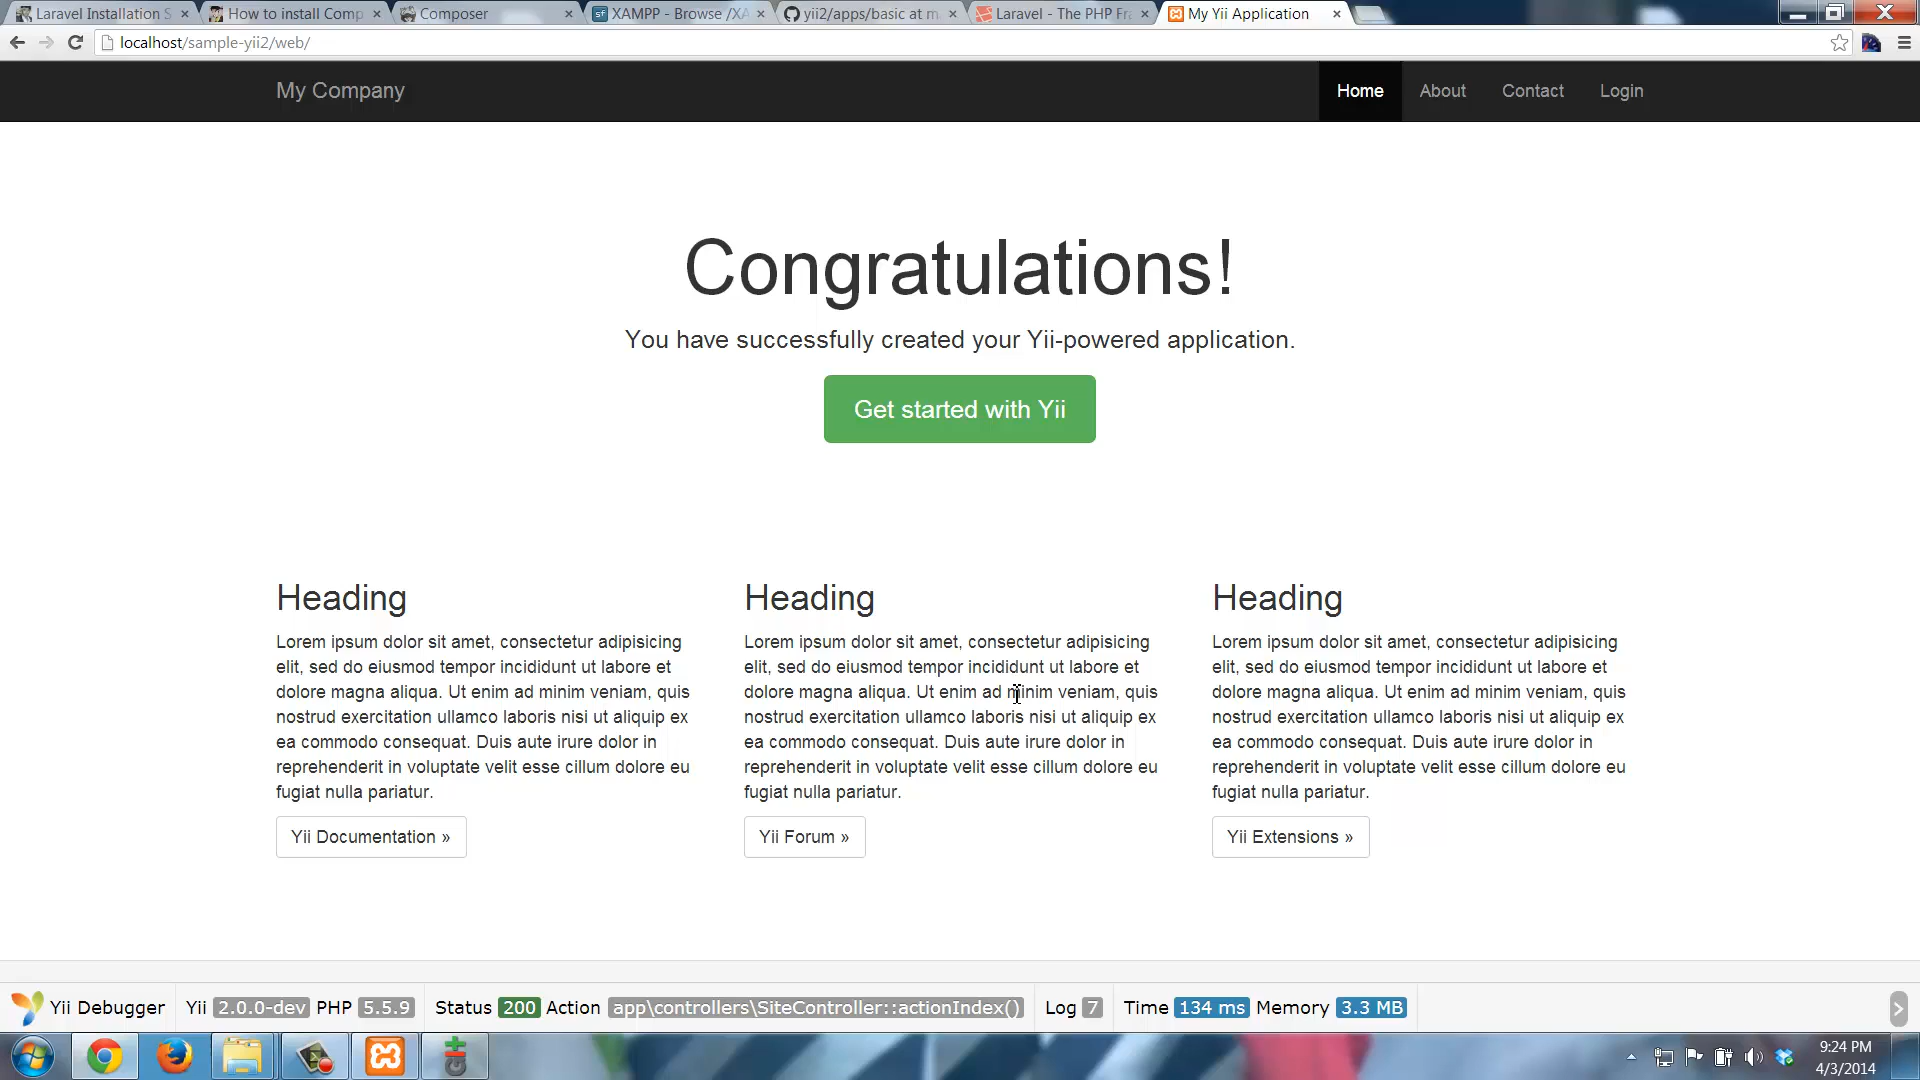 Laravel Installation S
How to install Comp
Composer
XAMPP - Browse /XA
yii2/apps/basic at m
Laravel - The PHP Fra
My Yii Application
localhost/sample-yii2/web/
My Company
Home
About
Contact
Login
Congratulations!
You have successfully created your Yii-powered application.
Get started with Yii
Heading
Lorem ipsum dolor sit amet, consectetur adipisicing
elit, sed do eiusmod tempor incididunt ut labore et
dolore magna aliqua. Ut enim ad minim veniam, quis
nostrud exercitation ullamco laboris nisi ut aliquip ex
ea commodo consequat. Duis aute irure dolor in
reprehenderit in voluptate velit esse cillum dolore eu
fugiat nulla pariatur.
Yii Documentation »
Heading
Lorem ipsum dolor sit amet, consectetur adipisicing
elit, sed do eiusmod tempor incididunt ut labore et
dolore magna aliqua. Ut enim ad minim veniam, quis
nostrud exercitation ullamco laboris nisi ut aliquip ex
ea commodo consequat. Duis aute irure dolor in
reprehenderit in voluptate velit esse cillum dolore eu
fugiat nulla pariatur.
Yii Forum »
Heading
Lorem ipsum dolor sit amet, consectetur adipisicing
elit, sed do eiusmod tempor incididunt ut labore et
dolore magna aliqua. Ut enim ad minim veniam, quis
nostrud exercitation ullamco laboris nisi ut aliquip ex
ea commodo consequat. Duis aute irure dolor in
reprehenderit in voluptate velit esse cillum dolore eu
fugiat nulla pariatur.
Yii Extensions »
Yii Debugger Yii 2.0.0-dev PHP 5.5.9 Status 200 Action app\controllers\SiteController::actionIndex() Log 7 Time 134 ms Memory 3.3 MB
9:24 PM
4/3/2014